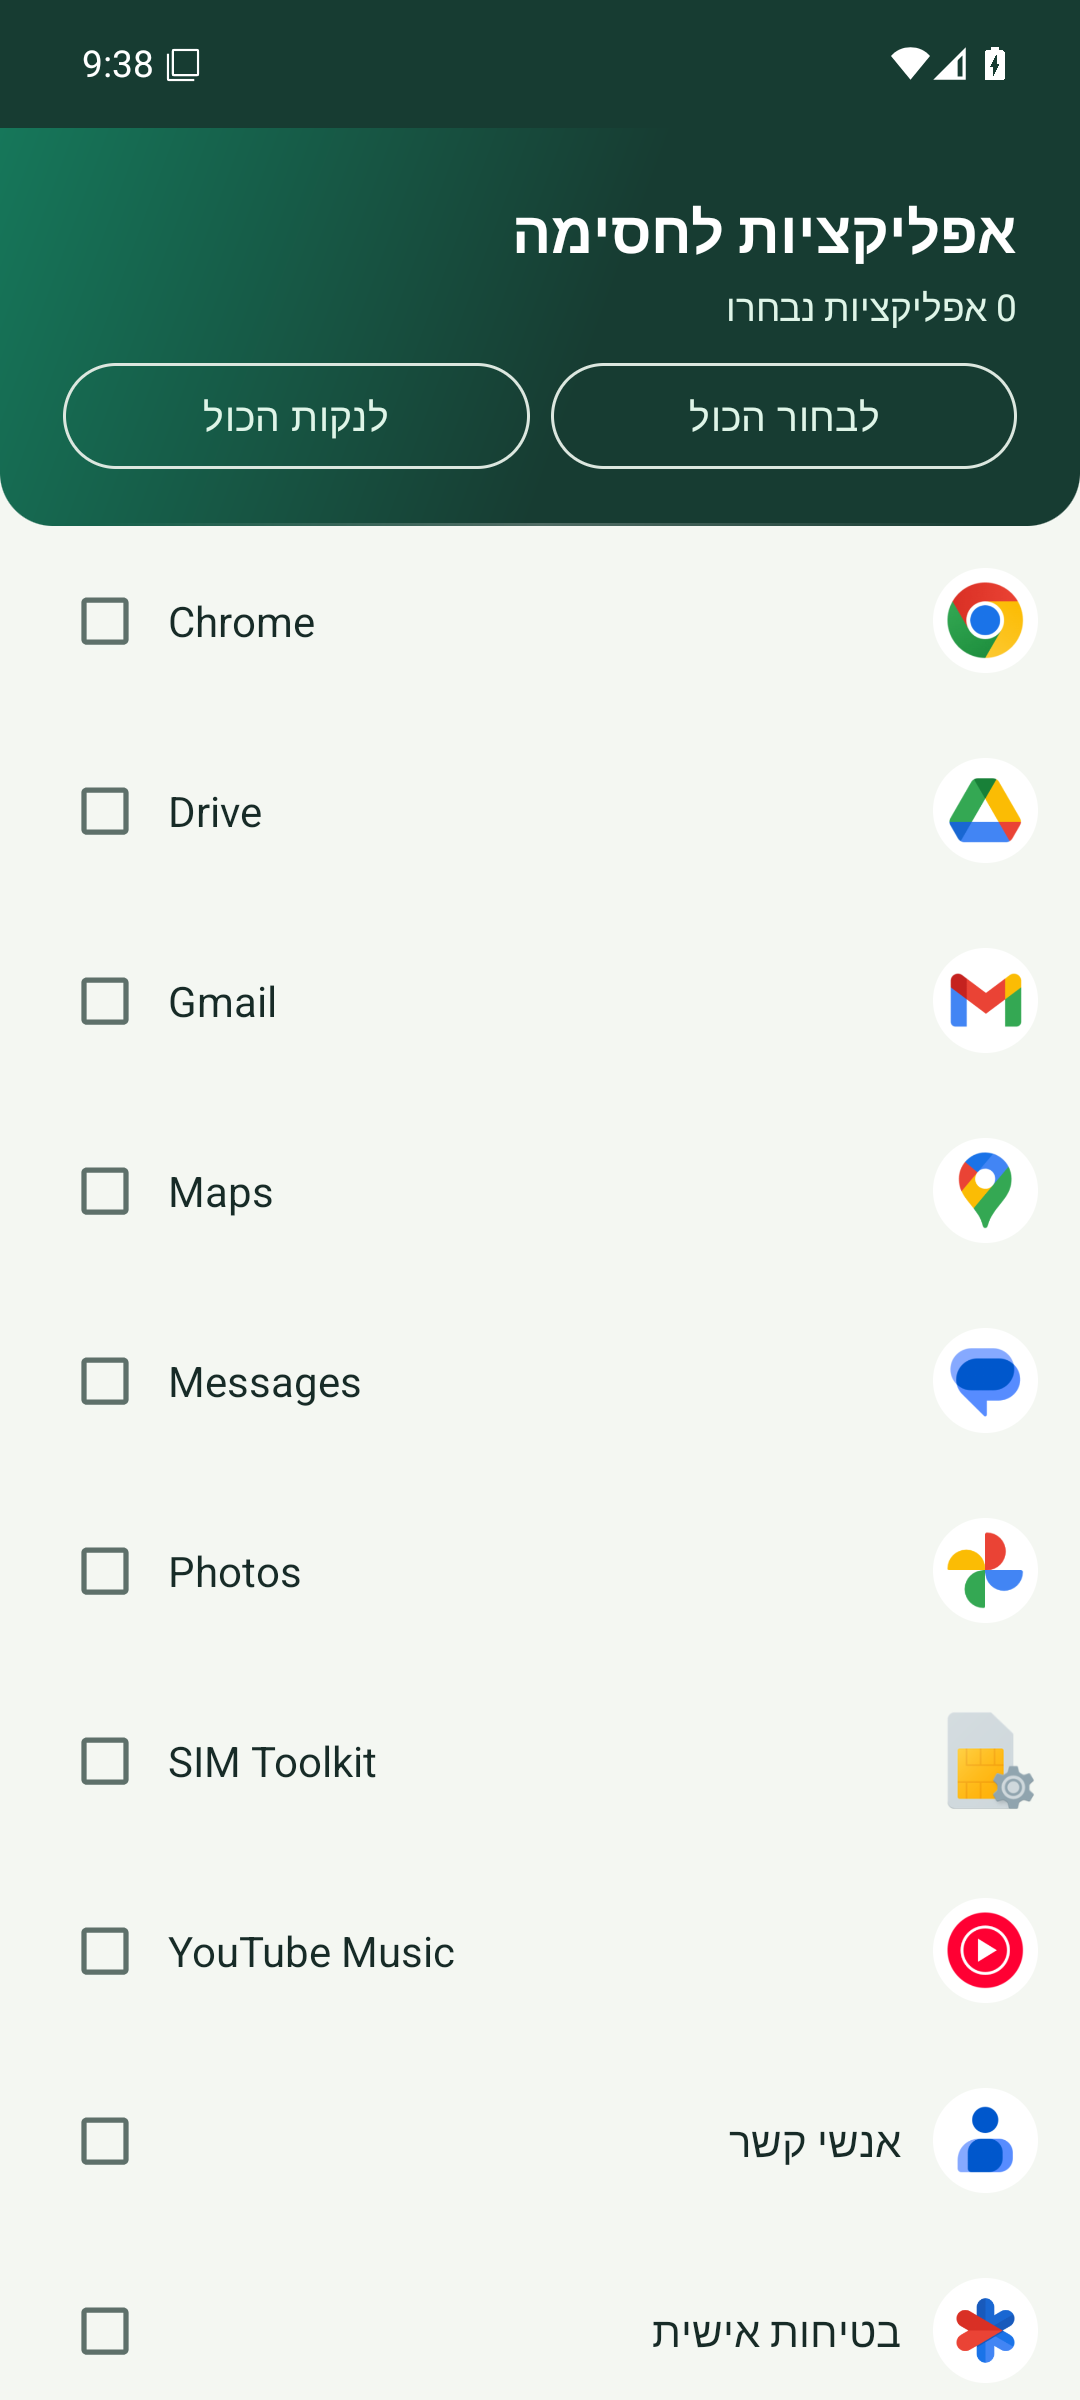 9:38
אפליקציות לחסימה
0 אפליקציות נבחרו
לבחור הכול
לנקות הכול
Chrome
Drive
Gmail
Maps
Messages
Photos
SIM Toolkit
YouTube Music
אנשי קשר
בטיחות אישית